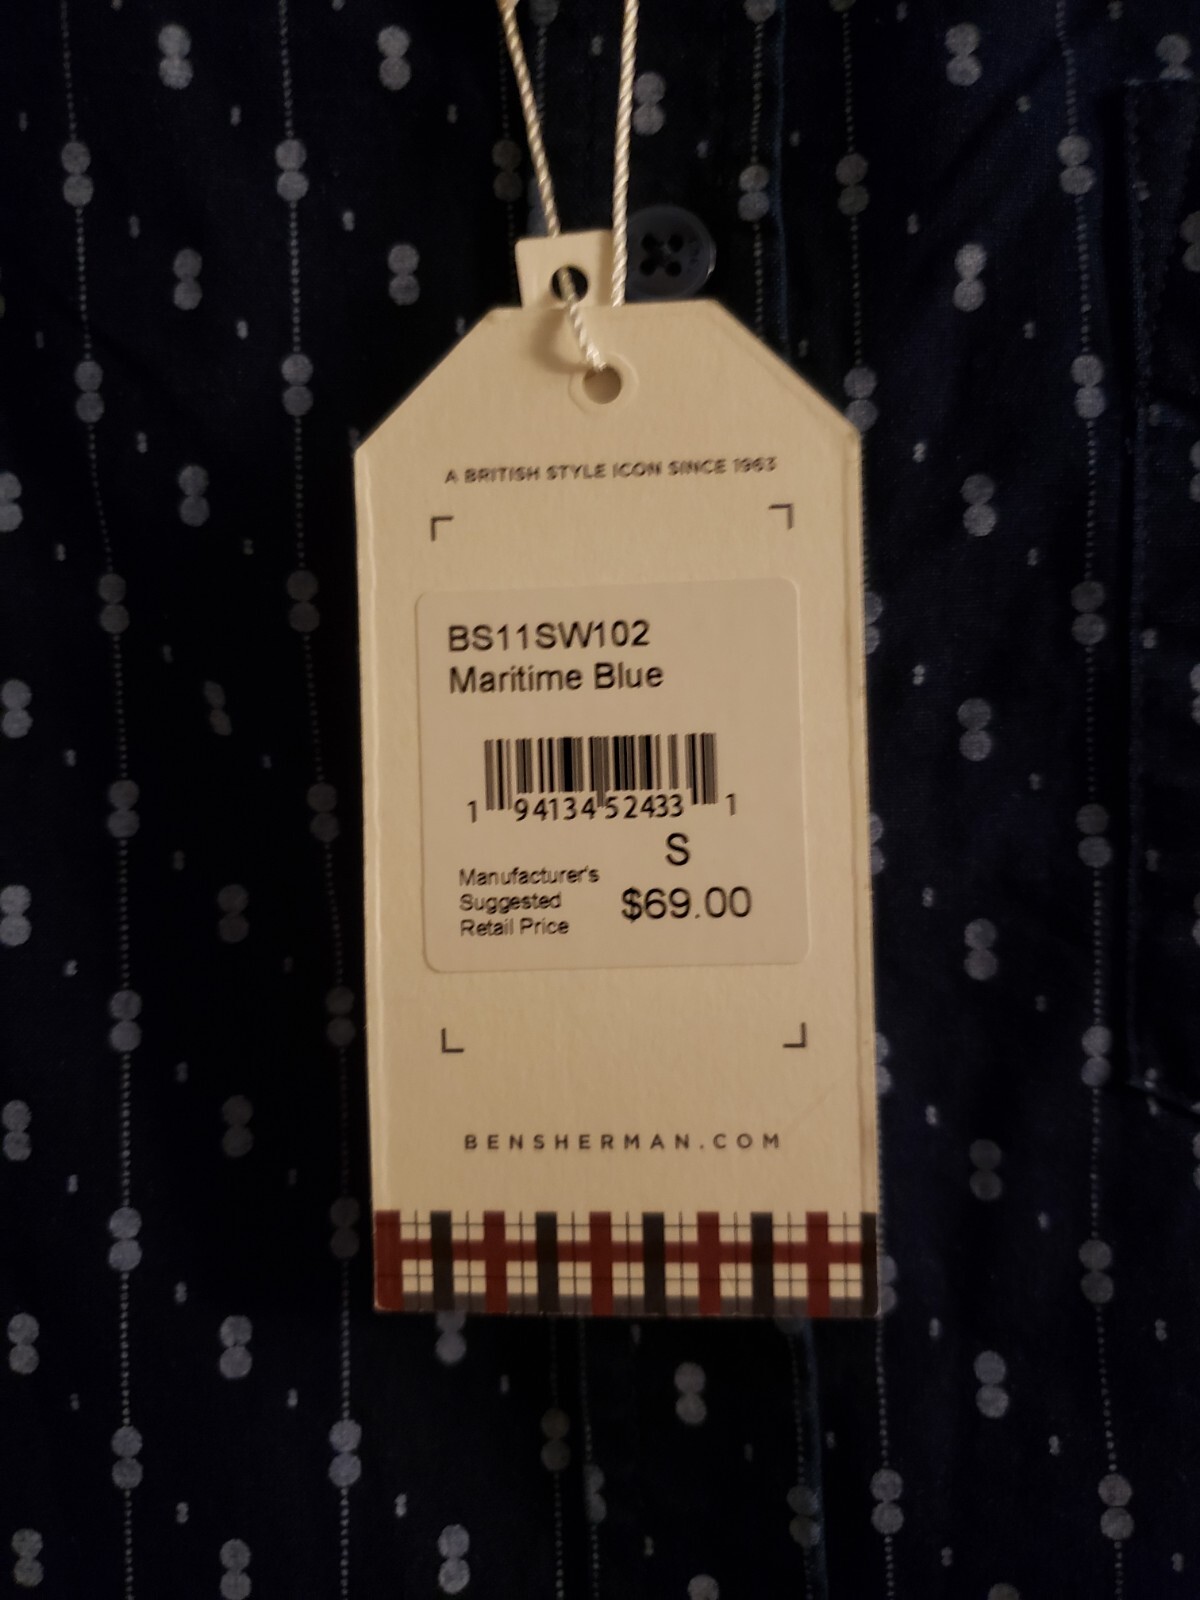 A BRITISH STYLE ICON SINCE 1963
BS11SW102
Maritime Blue
1 94134 52433 1
S
Manufacturer's
Suggested
Retail Price
$69.00
BENSHERMAN.COM